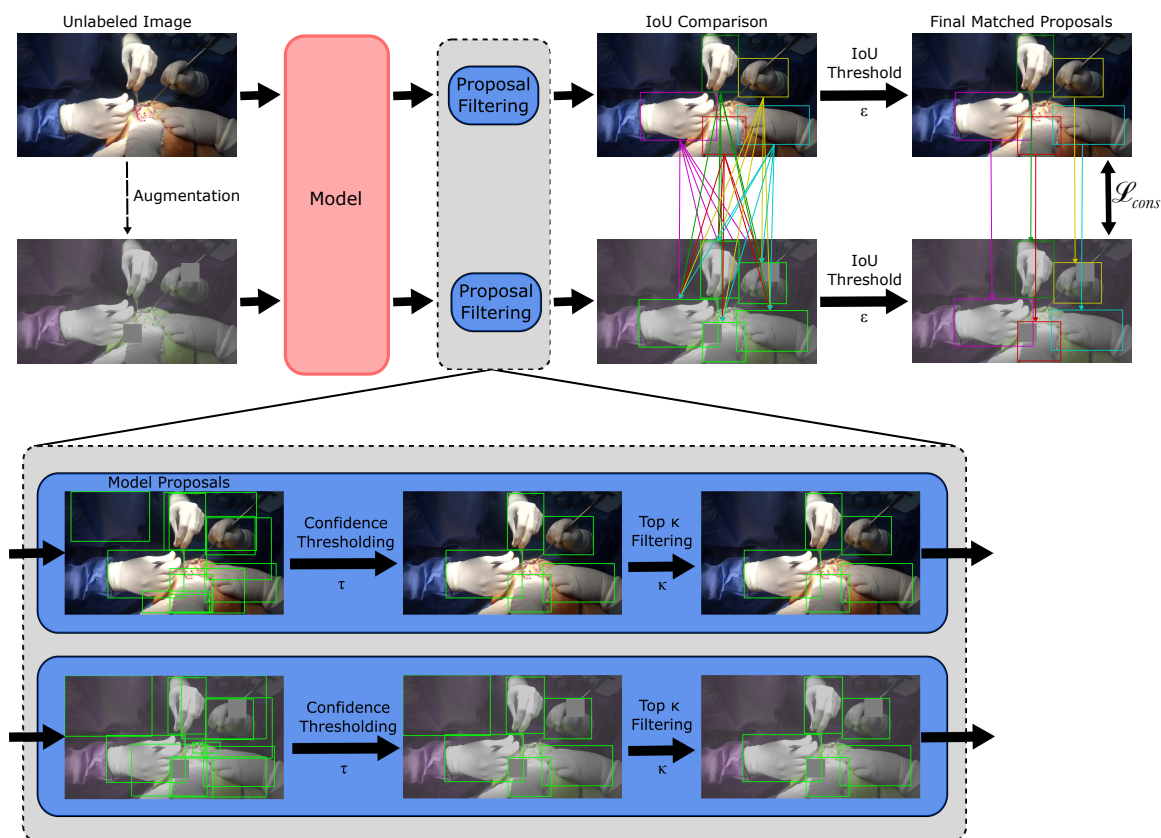 Unlabeled Image
IoU Comparison
Final Matched Proposals
Proposal
Filtering
IoU
Threshold
ε
Augmentation
Model
ℒcons
Proposal
Filtering
IoU
Threshold
ε
Model Proposals
Confidence
Thresholding
τ
Top κ
Filtering
κ
Confidence
Thresholding
τ
Top κ
Filtering
κ